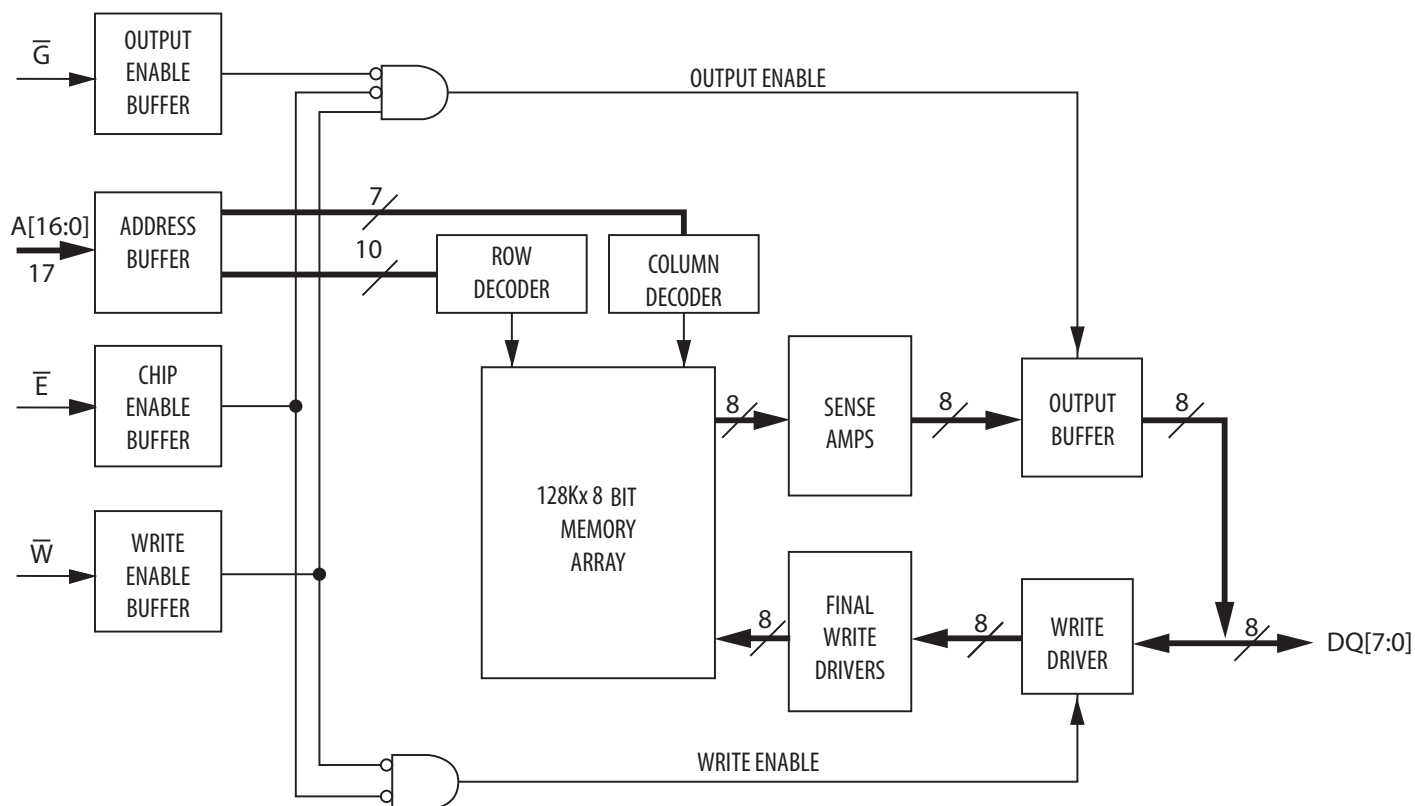 G̅
OUTPUT
ENABLE
BUFFER
OUTPUT ENABLE
A[16:0]
17
ADDRESS
BUFFER
7
10
ROW
DECODER
COLUMN
DECODER
E̅
CHIP
ENABLE
BUFFER
128Kx 8 BIT
MEMORY
ARRAY
8
SENSE
AMPS
8
OUTPUT
BUFFER
8
W̅
WRITE
ENABLE
BUFFER
8
FINAL
WRITE
DRIVERS
8
WRITE
DRIVER
8
DQ[7:0]
WRITE ENABLE